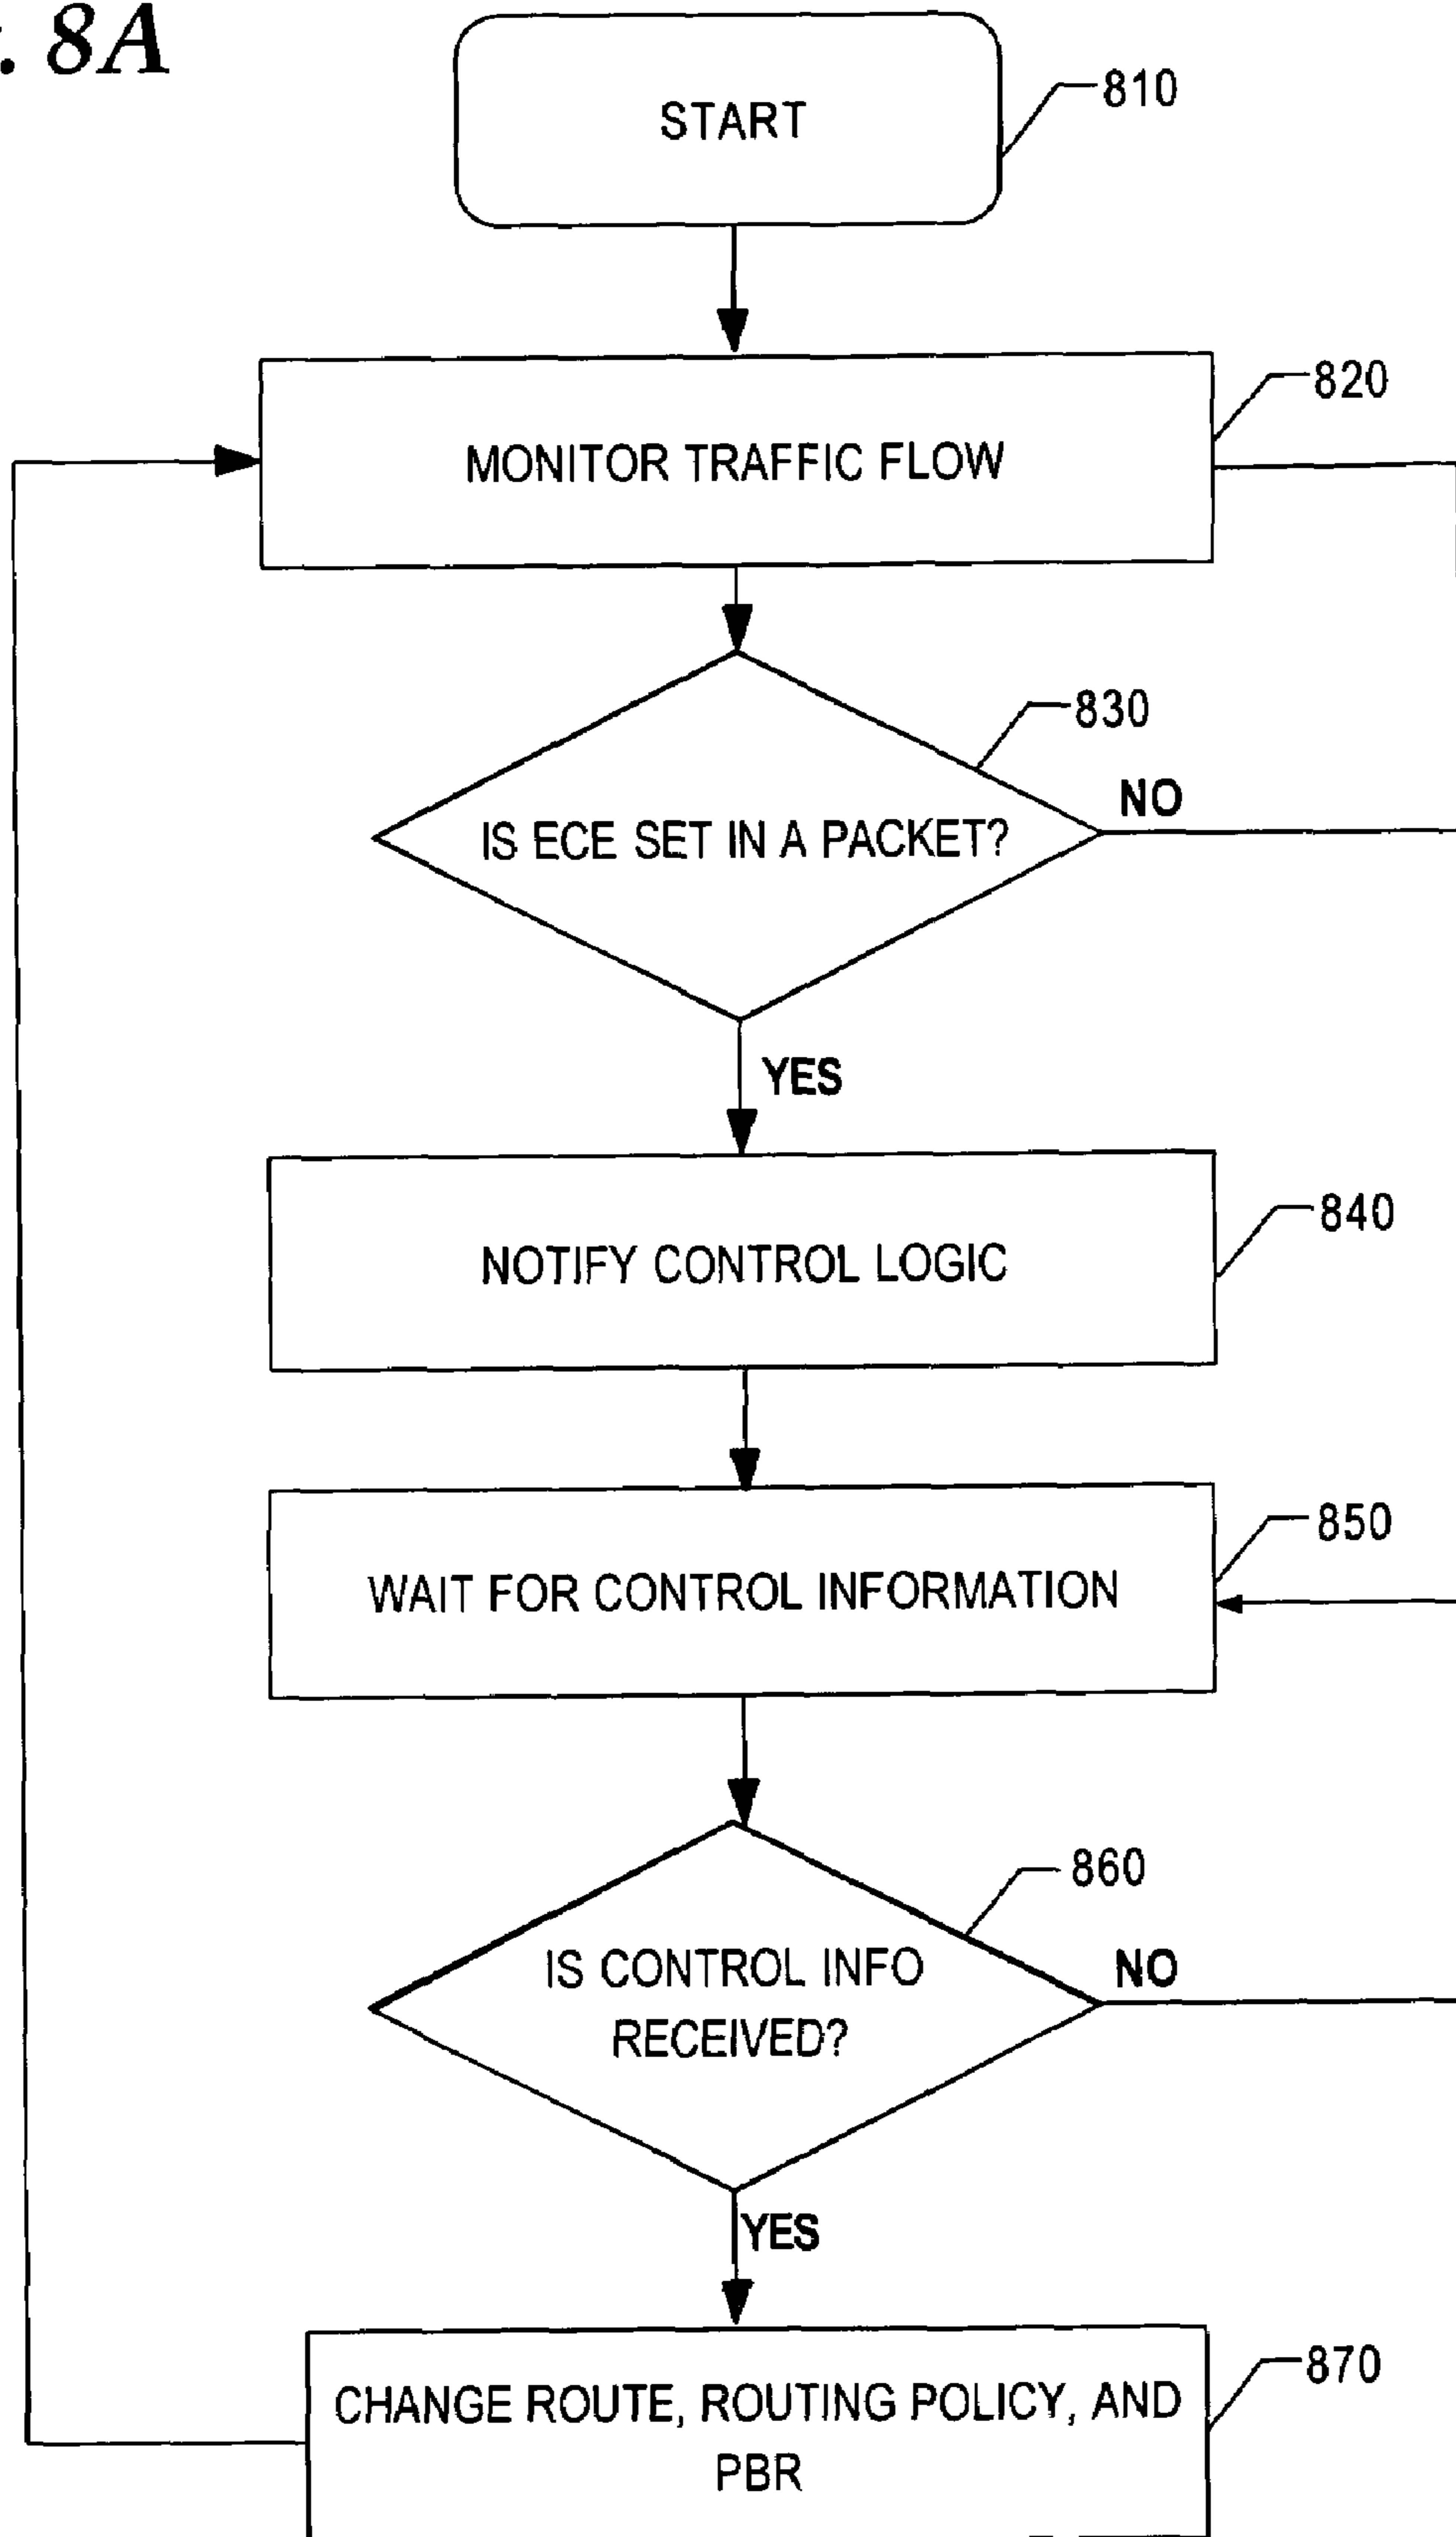 . 8A
START
810
MONITOR TRAFFIC FLOW
820
830
NO
IS ECE SET IN A PACKET?
YES
840
NOTIFY CONTROL LOGIC
850
WAIT FOR CONTROL INFORMATION
860
IS CONTROL INFO
RECEIVED?
NO
YES
870
CHANGE ROUTE, ROUTING POLICY, AND
PBR